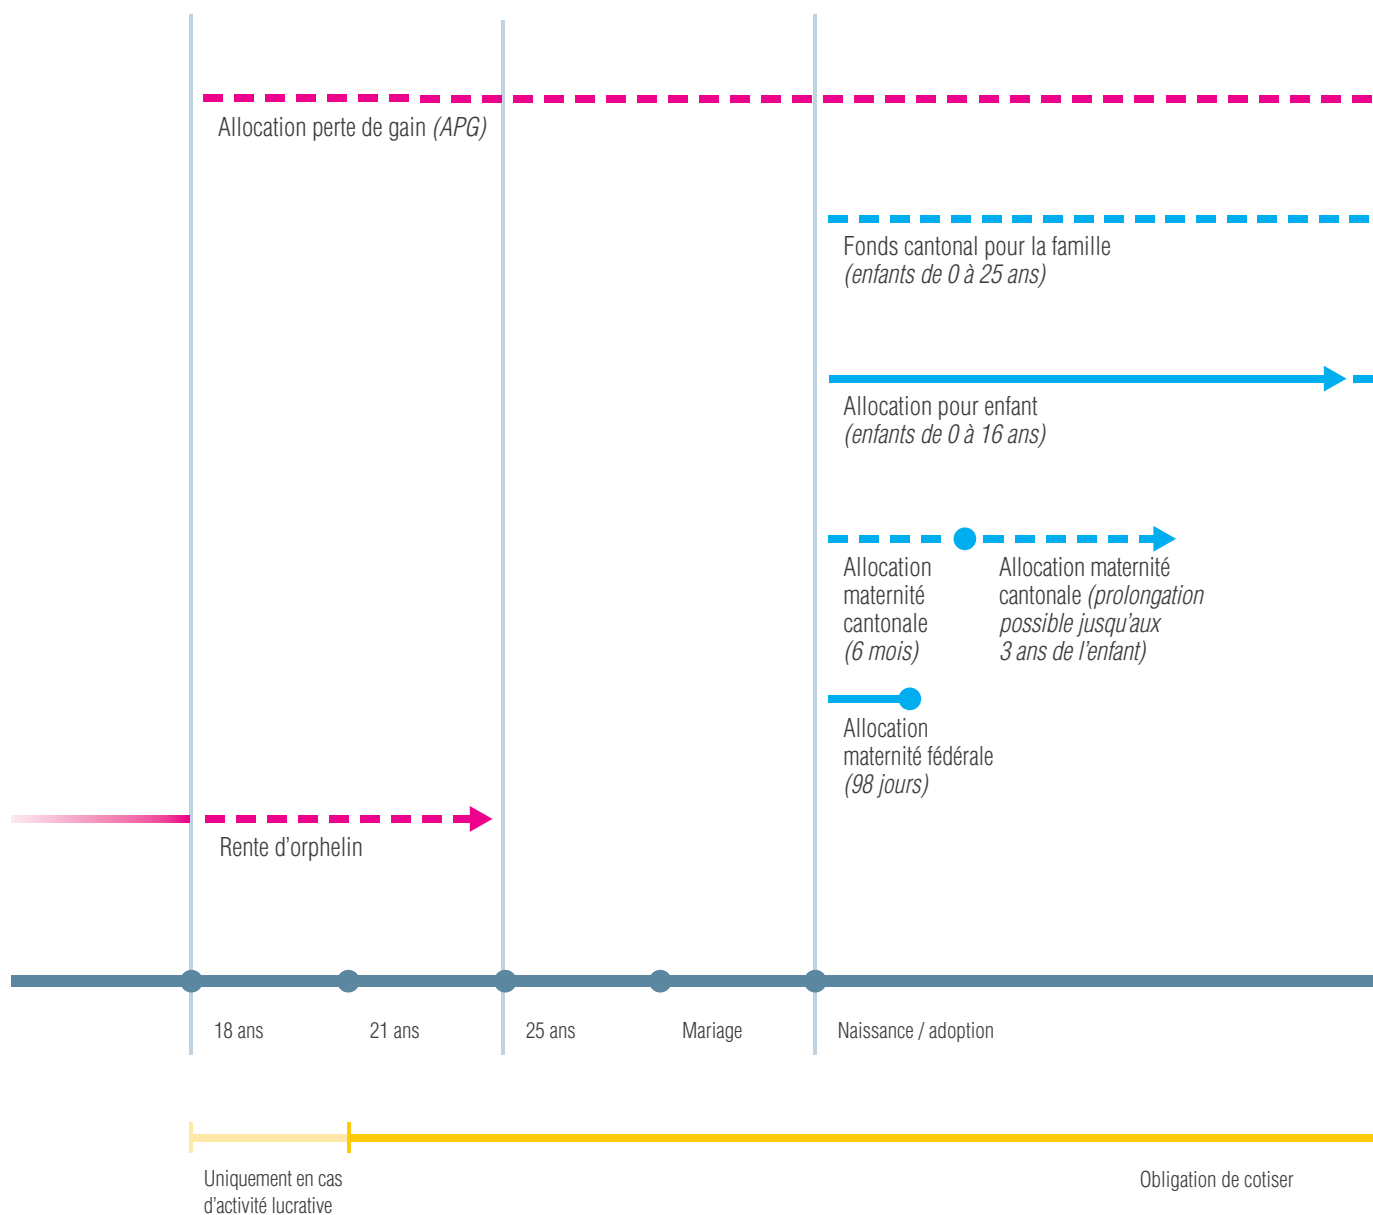 Allocation perte de gain (APG)
Fonds cantonal pour la famille
(enfants de 0 à 25 ans)
Allocation pour enfant
(enfants de 0 à 16 ans)
Allocation
maternité
cantonale
(6 mois)
Allocation maternité
cantonale (prolongation
possible jusqu’aux
3 ans de l’enfant)
Allocation
maternité fédérale
(98 jours)
Rente d’orphelin
18 ans
21 ans
25 ans
Mariage
Naissance / adoption
Uniquement en cas
d’activité lucrative
Obligation de cotiser